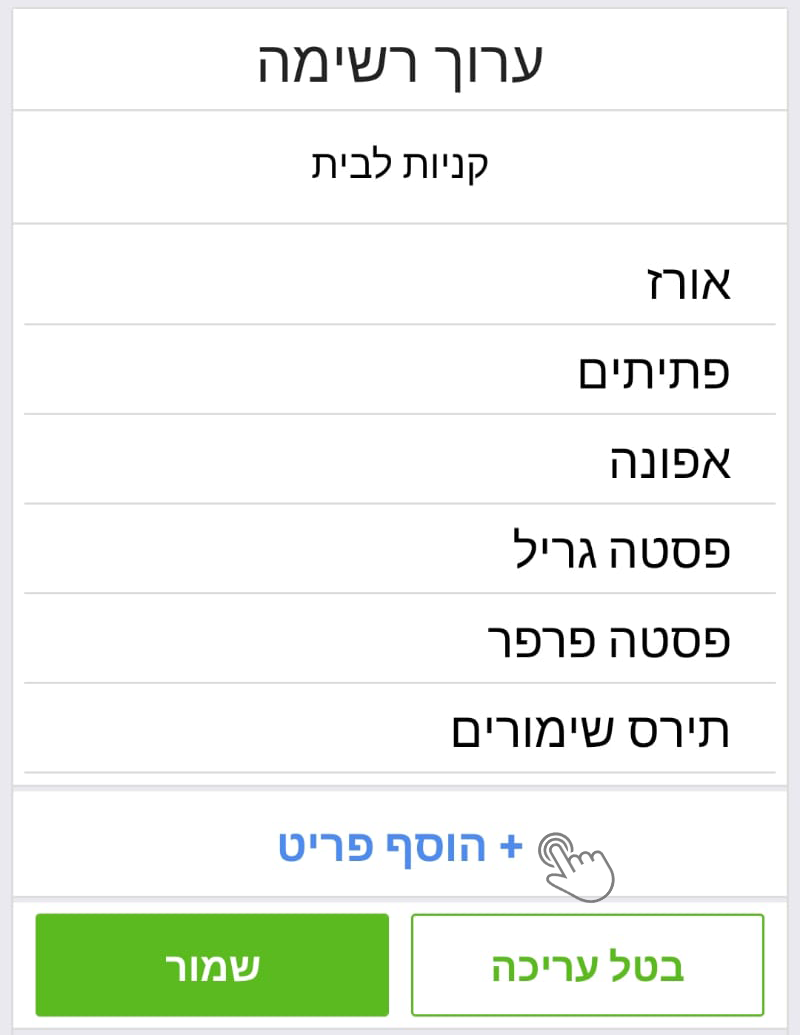 ערוך רשימה
קניות לבית
אורז
פתיתים
אפונה
פסטה גריל
פסטה פרפר
תירס שימורים
+ הוסף פריט
בטל עריכה
שמור